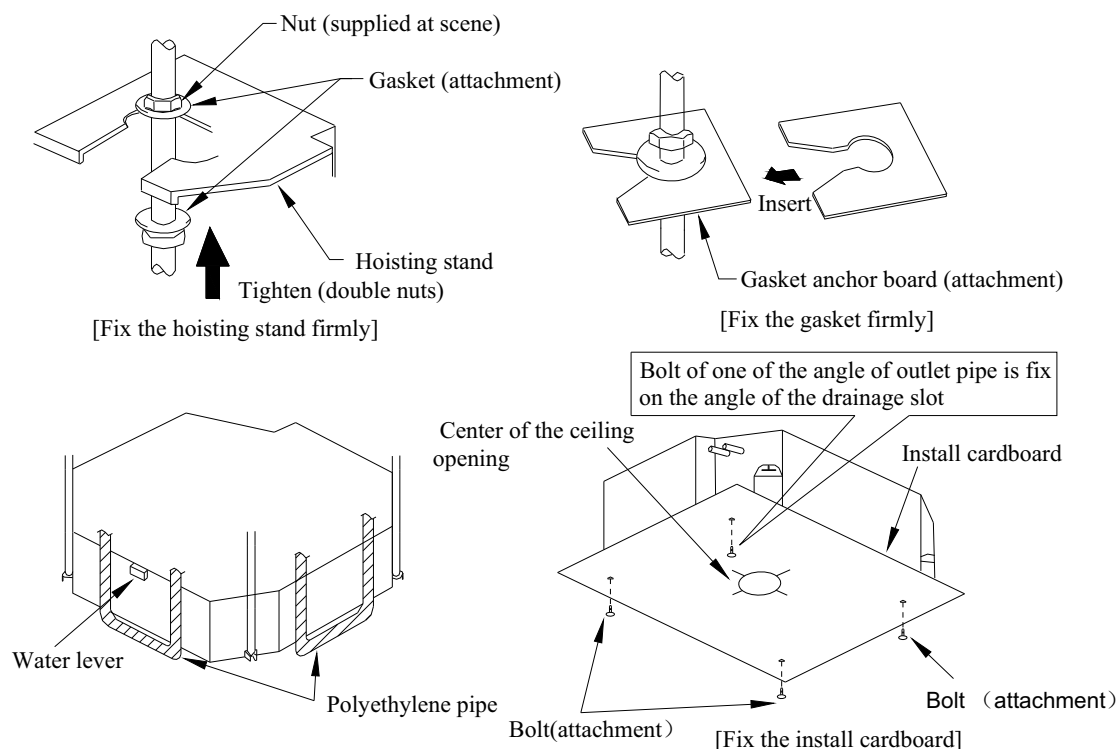 Nut (supplied at scene)
Gasket (attachment)
Hoisting stand
Tighten (double nuts)
[Fix the hoisting stand firmly]
Insert
Gasket anchor board (attachment)
[Fix the gasket firmly]
Water lever
Polyethylene pipe
Bolt of one of the angle of outlet pipe is fix
on the angle of the drainage slot
Center of the ceiling
opening
Install cardboard
Bolt(attachment)
Bolt （attachment）
[Fix the install cardboard]